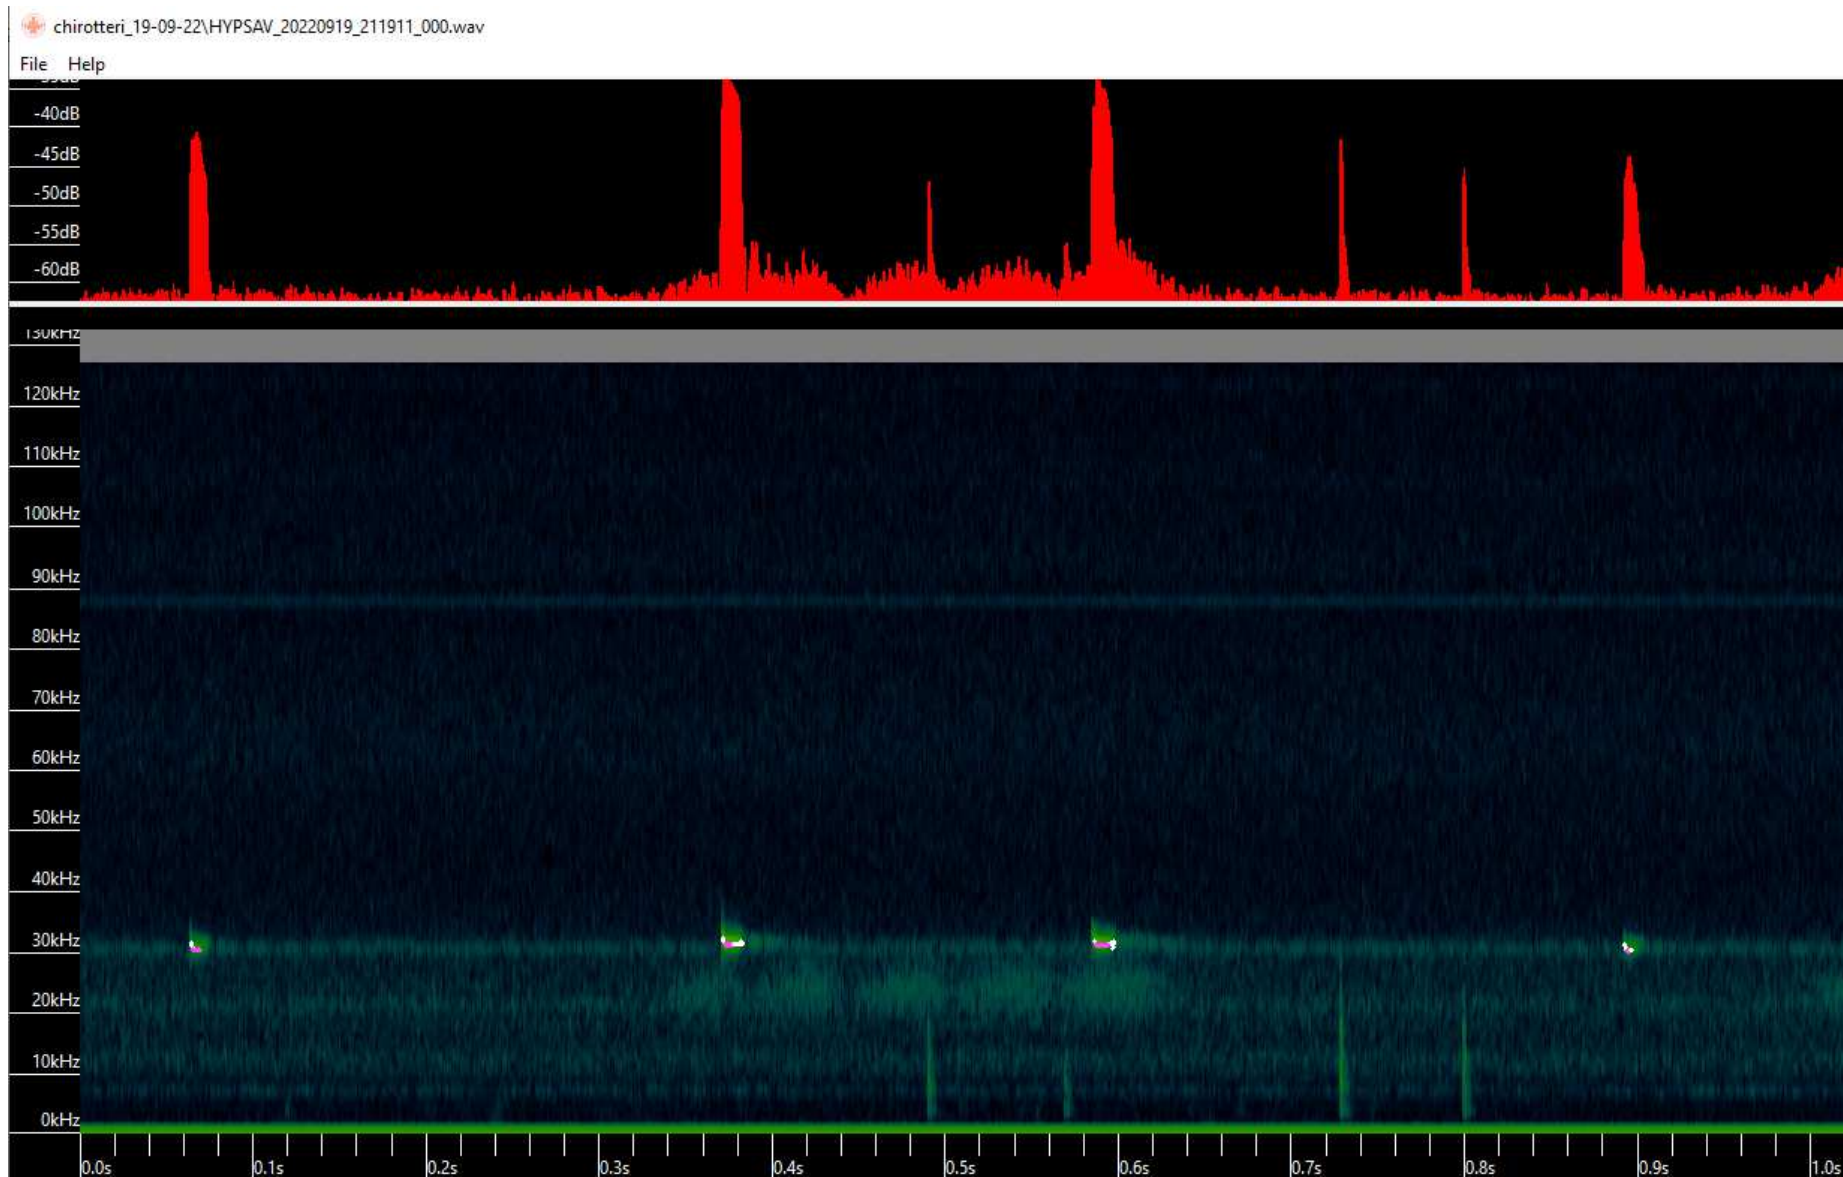 chirotteri_19-09-22\HYPSAV_20220919_211911_000.wav
File Help
-40dB
-45dB
-50dB
-55dB
-60dB
130kHz
120kHz
110kHz
100kHz
90kHz
80kHz
70kHz
60kHz
50kHz
40kHz
30kHz
20kHz
10kHz
0kHz
0.0s 0.1s 0.2s 0.3s 0.4s 0.5s 0.6s 0.7s 0.8s 0.9s 1.0s